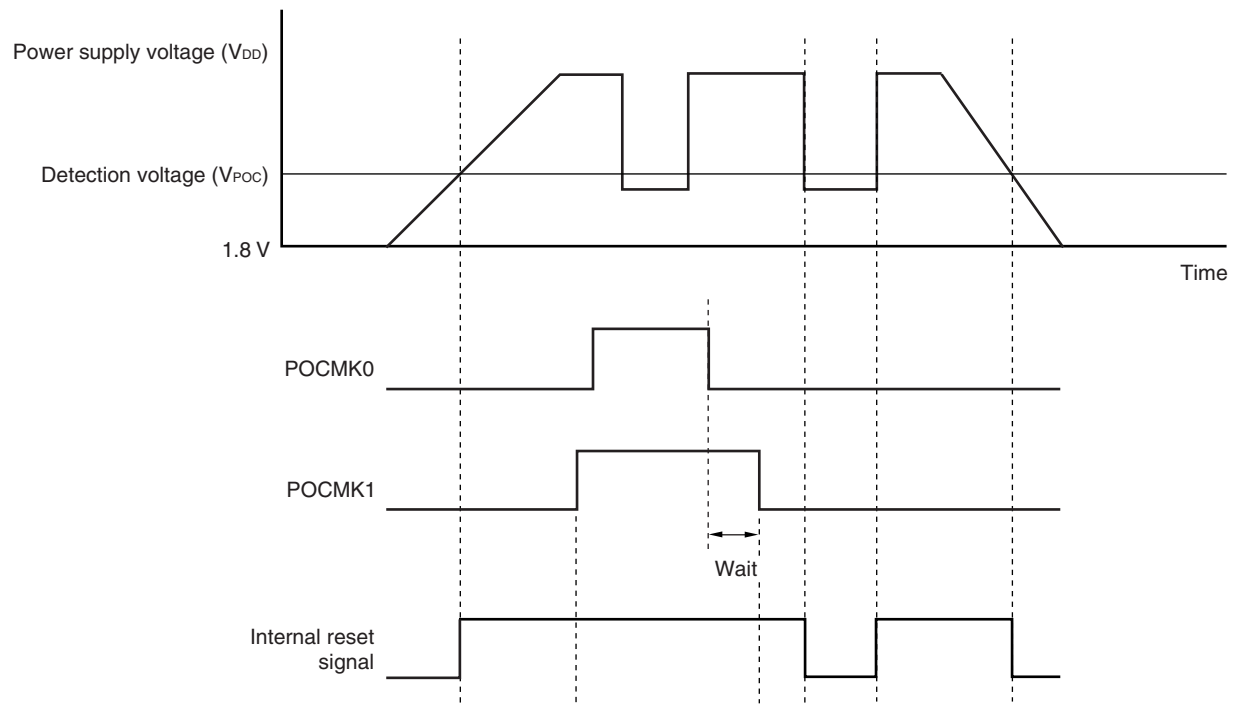 Power supply voltage (VDD)
Detection voltage (VPOC)
1.8 V
Time
POCMK0
POCMK1
Wait
Internal reset
signal